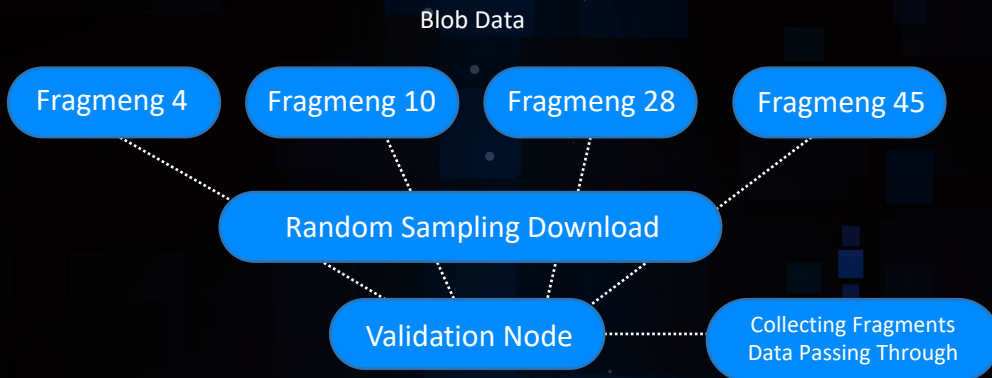 Blob Data
Fragmeng 4
Fragmeng 10
Fragmeng 28
Fragmeng 45
Random Sampling Download
Validation Node
Collecting Fragments
Data Passing Through